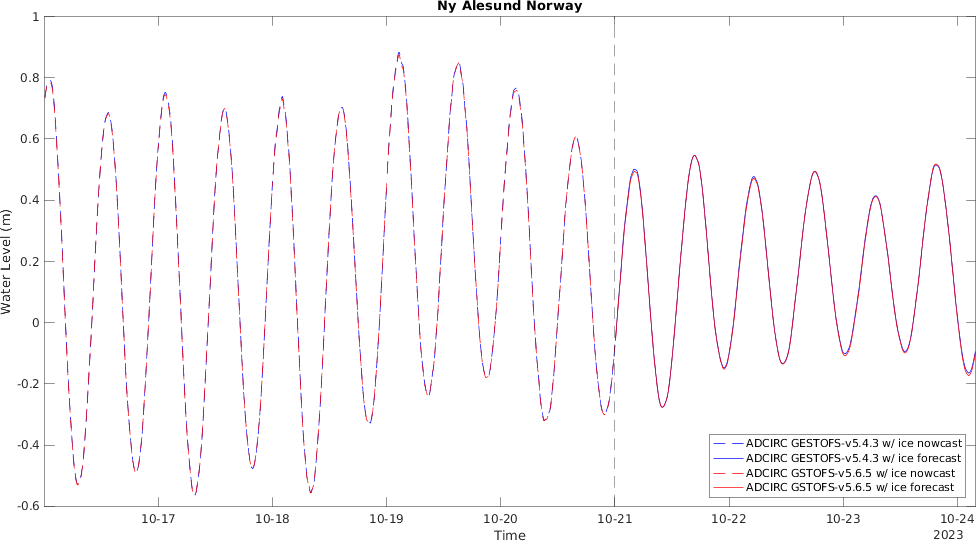 Ny Alesund Norway
1
0.8
0.6
0.4
0.2
0
-0.2
-0.4
-0.6
Water Level (m)
10-17
10-18
10-19
10-20
10-21
10-22
10-23
10-24
Time
2023
ADCIRC GESTOFS-v5.4.3 w/ ice nowcast
ADCIRC GESTOFS-v5.4.3 w/ ice forecast
ADCIRC GSTOFS-v5.6.5 w/ ice nowcast
ADCIRC GSTOFS-v5.6.5 w/ ice forecast